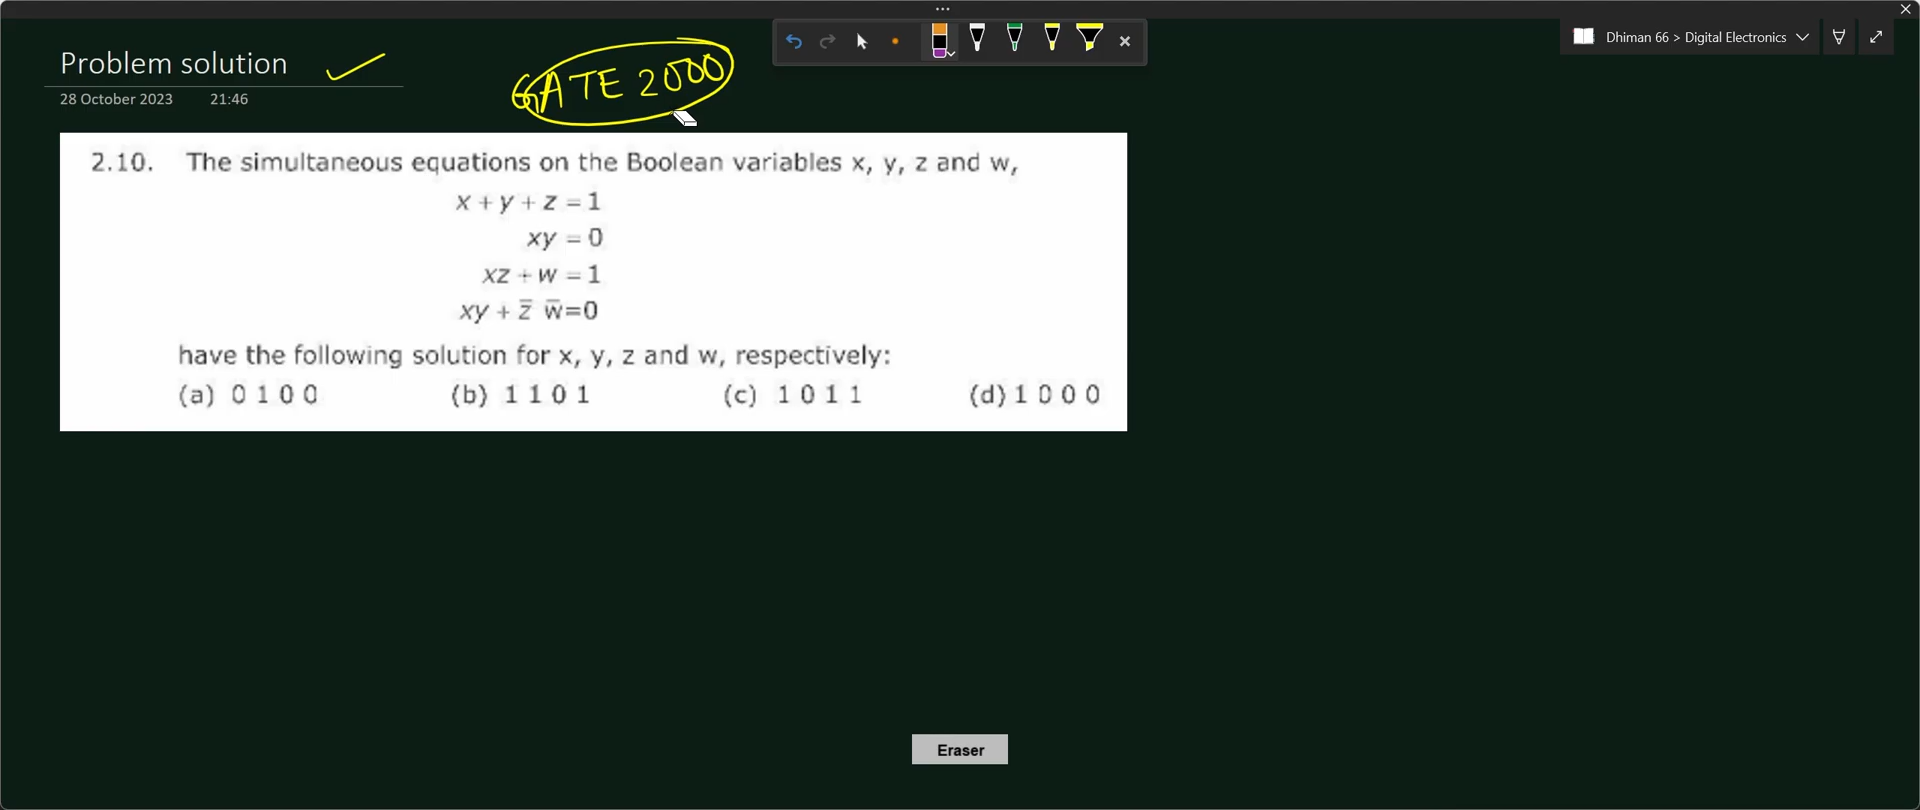 Problem solution
28 October 2023 21:46
GATE 2000
Dhiman 66 > Digital Electronics
2.10. The simultaneous equations on the Boolean variables x, y, z and w,
x + y + z = 1
xy = 0
xz + w = 1
xy + z̅ w̅=0
have the following solution for x, y, z and w, respectively:
(a) 0 1 0 0 (b) 1 1 0 1 (c) 1 0 1 1 (d) 1 0 0 0
Eraser